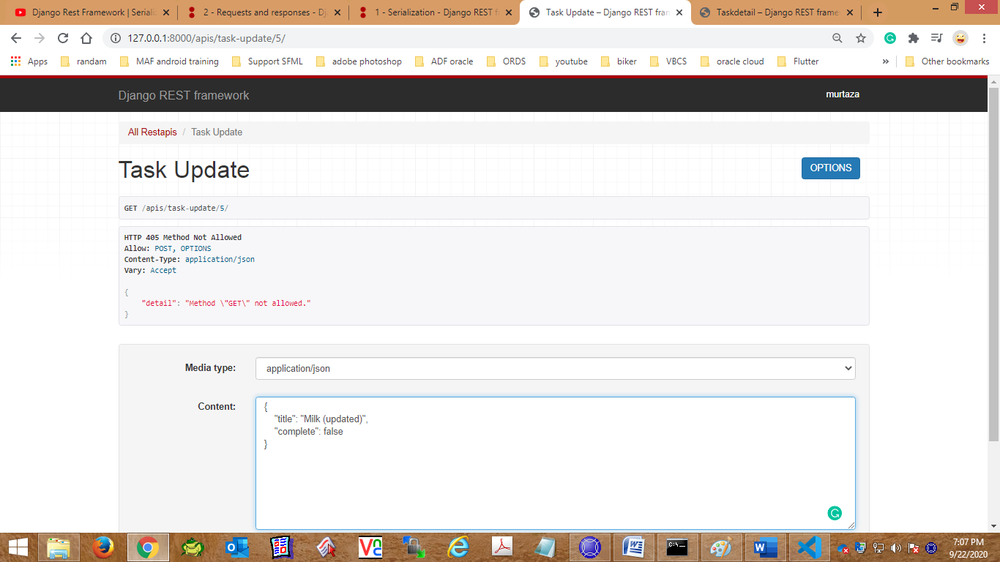 Django Rest Framework | Seriali
2 - Requests and responses - Dj
1 - Serialization - Django REST f
Task Update – Django REST fram
Taskdetail – Django REST frame
127.0.0.1:8000/apis/task-update/5/
Apps
randam
MAF android training
Support SFML
adobe photoshop
ADF oracle
ORDS
youtube
biker
VBCS
oracle cloud
Flutter
»
Other bookmarks
Django REST framework
murtaza
All Restapis / Task Update
Task Update
OPTIONS
GET /apis/task-update/5/
HTTP 405 Method Not Allowed
Allow: POST, OPTIONS
Content-Type: application/json
Vary: Accept
{
"detail": "Method \"GET\" not allowed."
}
Media type:
application/json
Content:
{
"title": "Milk (updated)",
"complete": false
}
7:07 PM
9/22/2020